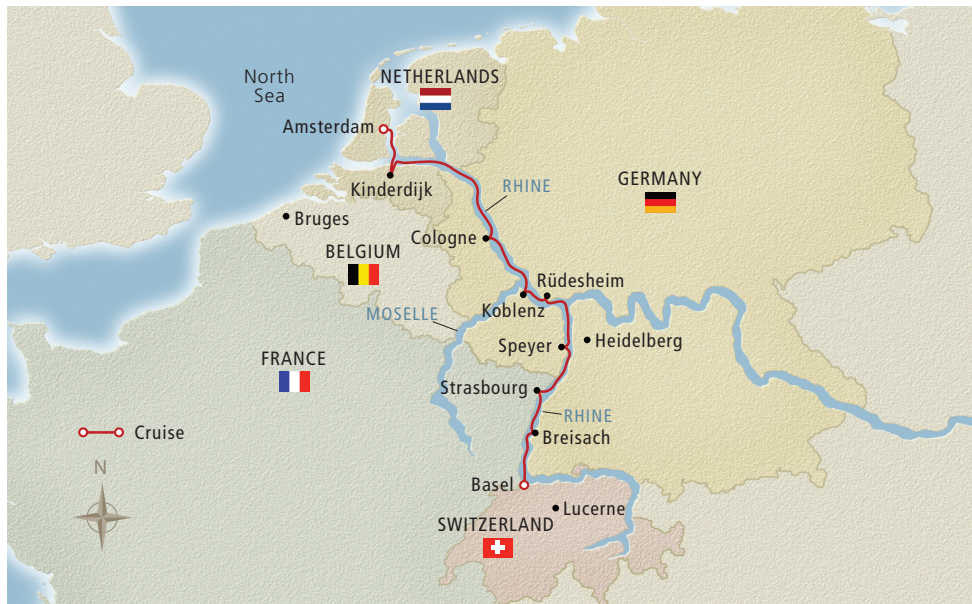 North
Sea
NETHERLANDS
Amsterdam
Kinderdijk
RHINE
GERMANY
Bruges
Cologne
BELGIUM
Rüdesheim
Koblenz
MOSELLE
Speyer
Heidelberg
FRANCE
Strasbourg
RHINE
Cruise
Breisach
N
Basel
Lucerne
SWITZERLAND